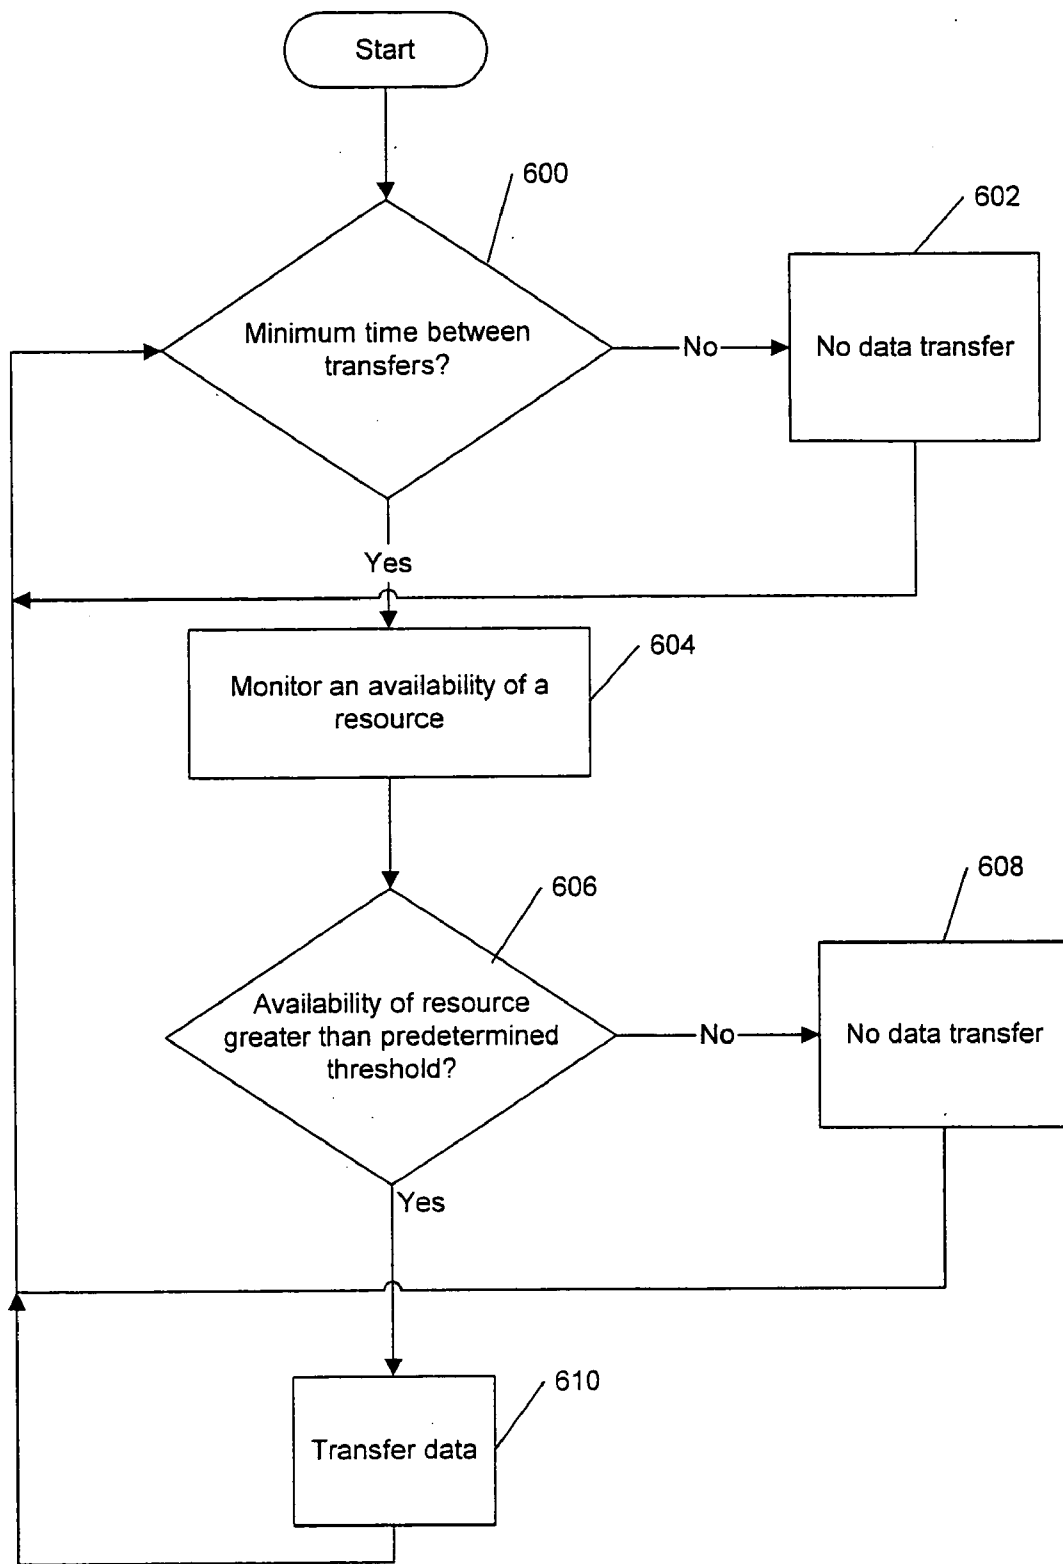 Start
600
602
Minimum time between
transfers?
No
No data transfer
Yes
604
Monitor an availability of a
resource
606
608
Availability of resource
greater than predetermined
threshold?
No
No data transfer
Yes
610
Transfer data